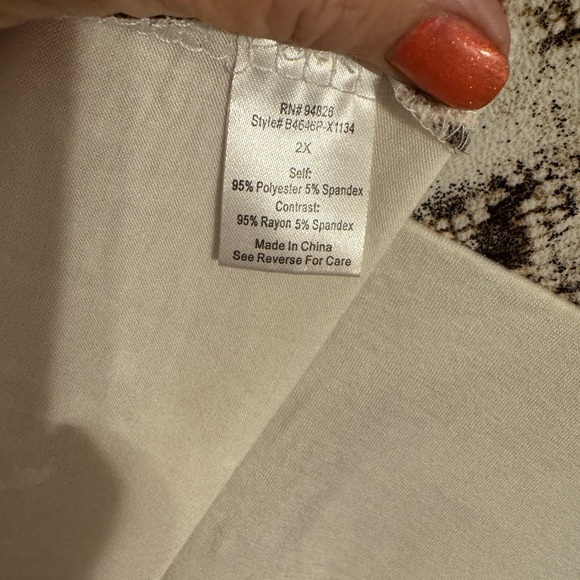 RN# 94826
Style# B4646P-X1134
2X
Self:
95% Polyester 5% Spandex
Contrast:
95% Rayon 5% Spandex
Made In China
See Reverse For Care